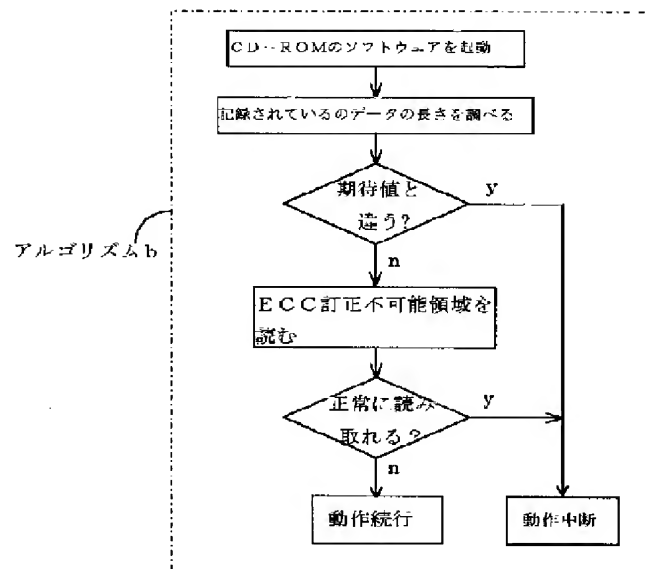 CD-ROMのソフトウェアを起動
記録されているのデータの長さを調べる
期待値と
違う?
y
n
アルゴリズムb
ECC訂正不可能領域を
読む
正常に読み
取れる?
y
n
動作続行
動作中断